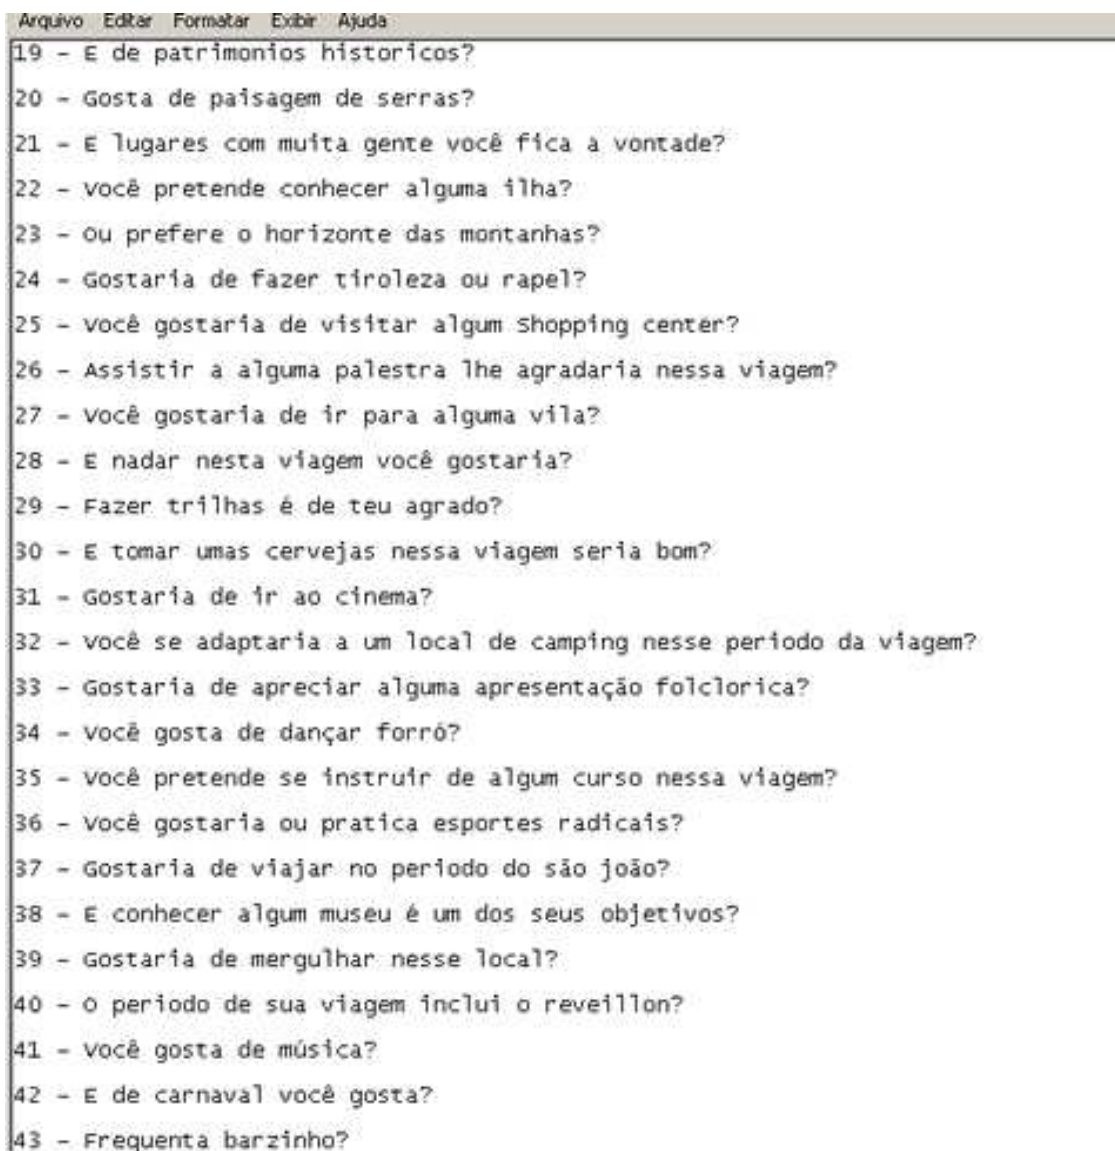 Arquivo Editar Formatar Exibir Ajuda
19 - E de patrimonios historicos?
20 - Gosta de paisagem de serras?
21 - E lugares com muita gente você fica a vontade?
22 - Você pretende conhecer alguma ilha?
23 - Ou prefere o horizonte das montanhas?
24 - Gostaria de fazer tiroleza ou rapel?
25 - Você gostaria de visitar algum Shopping center?
26 - Assistir a alguma palestra lhe agradaria nessa viagem?
27 - Você gostaria de ir para alguma vila?
28 - E nadar nesta viagem você gostaria?
29 - Fazer trilhas é de teu agrado?
30 - E tomar umas cervejas nessa viagem seria bom?
31 - Gostaria de ir ao cinema?
32 - Você se adaptaria a um local de camping nesse periodo da viagem?
33 - Gostaria de apreciar alguma apresentação folclorica?
34 - Você gosta de dançar forró?
35 - Você pretende se instruir de algum curso nessa viagem?
36 - Você gostaria ou pratica esportes radicais?
37 - Gostaria de viajar no periodo do são joão?
38 - E conhecer algum museu é um dos seus objetivos?
39 - Gostaria de mergulhar nesse local?
40 - O periodo de sua viagem inclui o reveillon?
41 - Você gosta de música?
42 - E de carnaval você gosta?
43 - Frequenta barzinho?